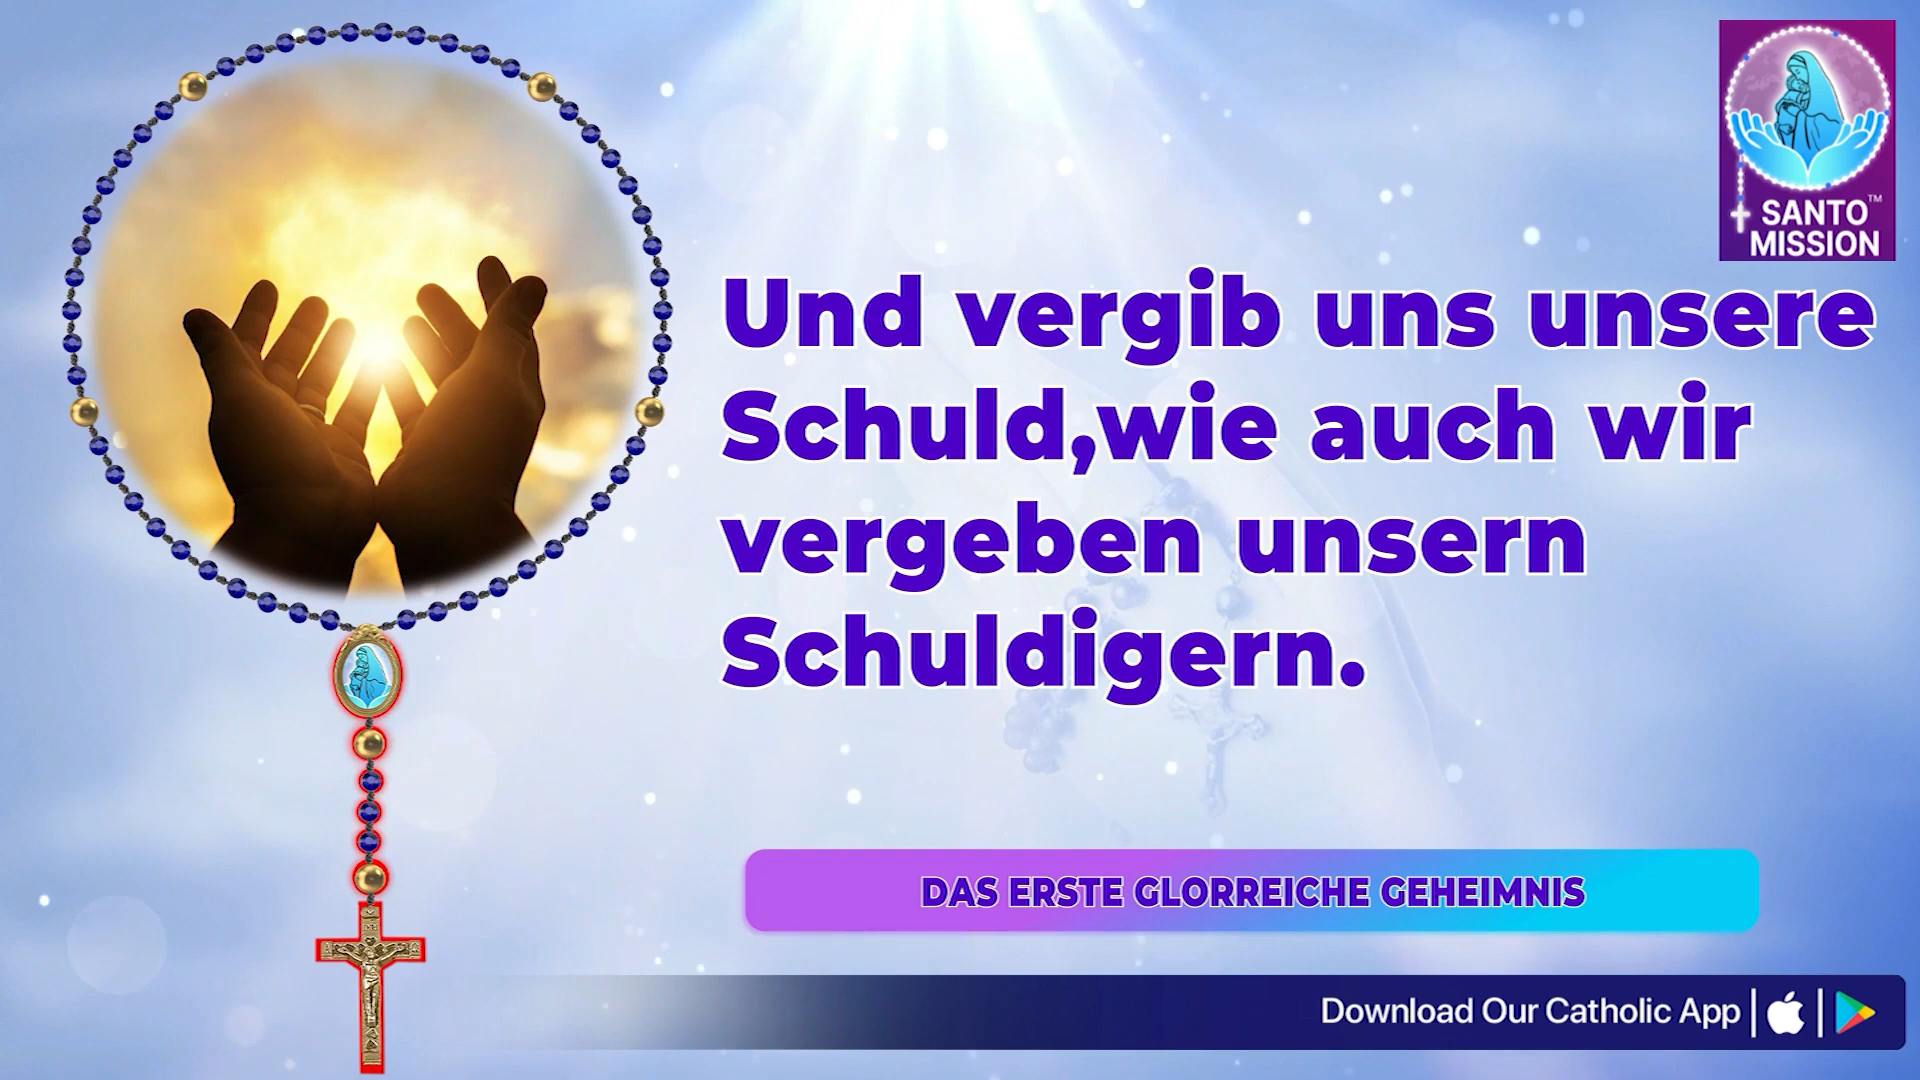 SANTO™
MISSION
Und vergib uns unsere
Schuld,wie auch wir
vergeben unsern
Schuldigern.
DAS ERSTE GLORREICHE GEHEIMNIS
Download Our Catholic App